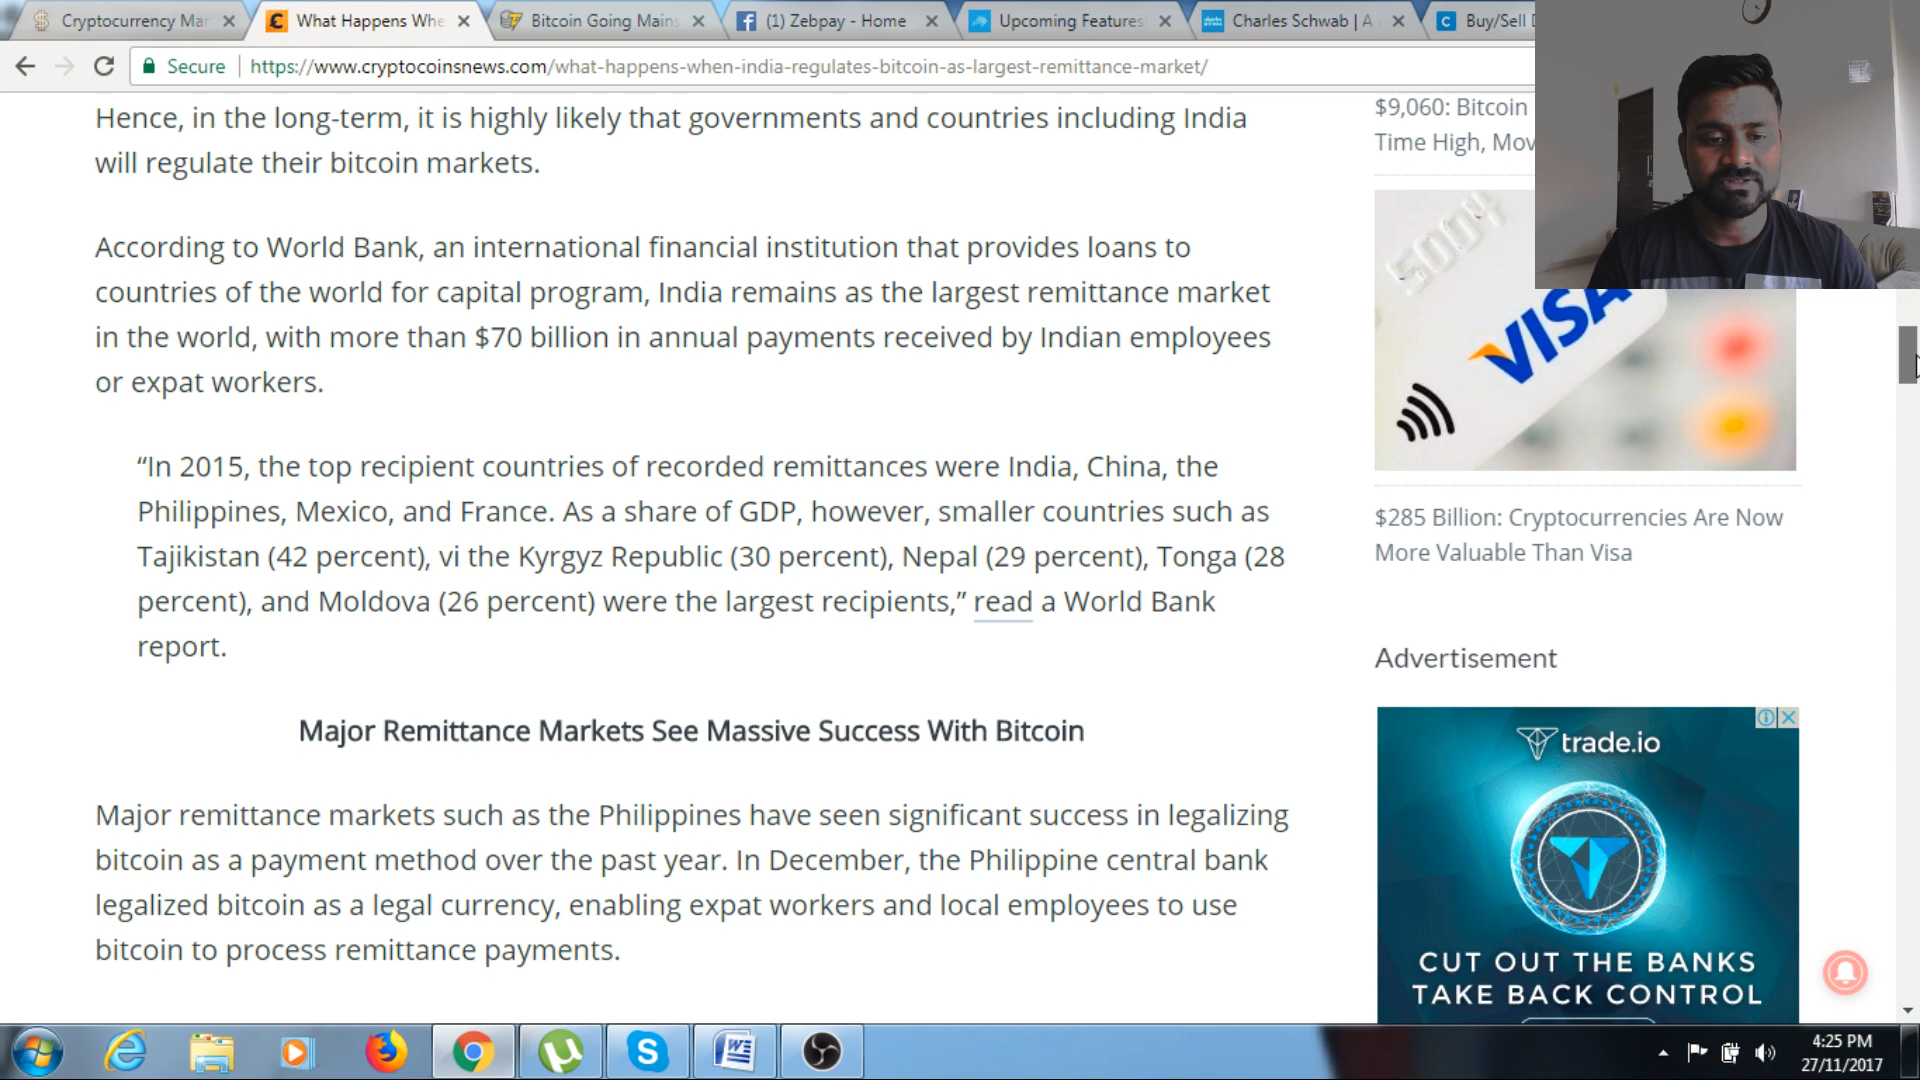 Cryptocurrency Mar
What Happens Whe
Bitcoin Going Mains
(1) Zebpay - Home
Upcoming Features
Charles Schwab | A
Buy/Sell
Secure
https://www.cryptocoinsnews.com/what-happens-when-india-regulates-bitcoin-as-largest-remittance-market/
Hence, in the long-term, it is highly likely that governments and countries including India
will regulate their bitcoin markets.
According to World Bank, an international financial institution that provides loans to
countries of the world for capital program, India remains as the largest remittance market
in the world, with more than $70 billion in annual payments received by Indian employees
or expat workers.
“In 2015, the top recipient countries of recorded remittances were India, China, the
Philippines, Mexico, and France. As a share of GDP, however, smaller countries such as
Tajikistan (42 percent), vi the Kyrgyz Republic (30 percent), Nepal (29 percent), Tonga (28
percent), and Moldova (26 percent) were the largest recipients,” read a World Bank
report.
Major Remittance Markets See Massive Success With Bitcoin
Major remittance markets such as the Philippines have seen significant success in legalizing
bitcoin as a payment method over the past year. In December, the Philippine central bank
legalized bitcoin as a legal currency, enabling expat workers and local employees to use
bitcoin to process remittance payments.
$9,060: Bitcoin
Time High, Mov
5004
VISA
$285 Billion: Cryptocurrencies Are Now
More Valuable Than Visa
Advertisement
trade.io
CUT OUT THE BANKS
TAKE BACK CONTROL
4:25 PM
27/11/2017